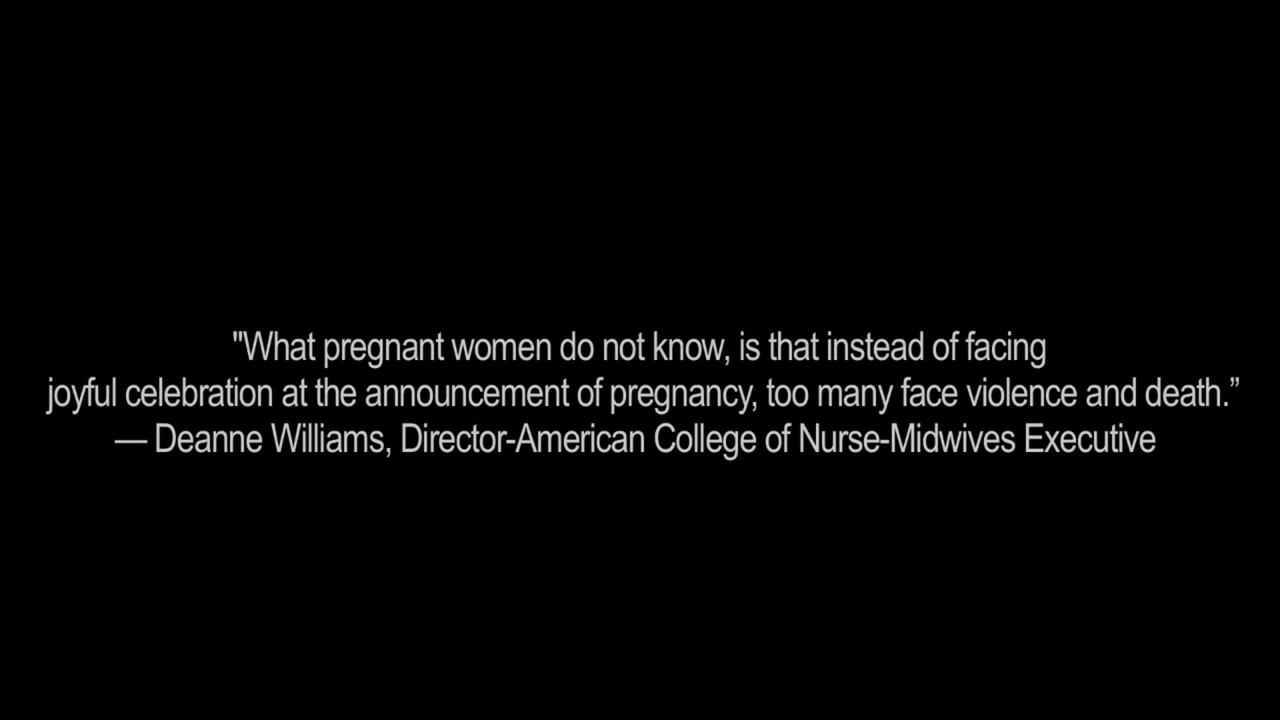 "What pregnant women do not know, is that instead of facing
joyful celebration at the announcement of pregnancy, too many face violence and death.”
— Deanne Williams, Director-American College of Nurse-Midwives Executive